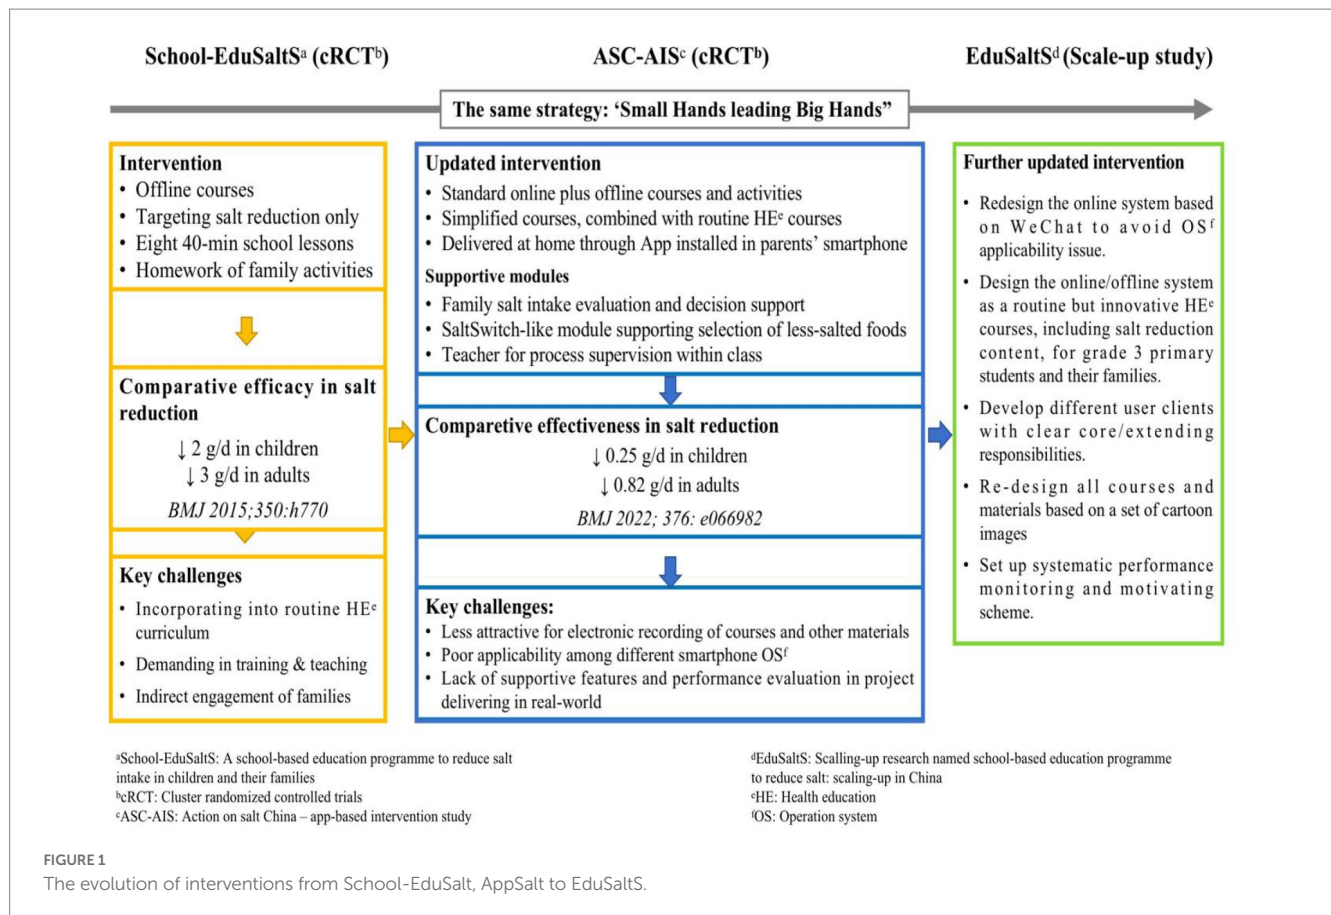 School-EduSaltSᵃ (cRCTᵇ)
ASC-AISᶜ (cRCTᵇ)
EduSaltSᵈ (Scale-up study)
The same strategy: ‘Small Hands leading Big Hands”
Intervention
• Offline courses
• Targeting salt reduction only
• Eight 40-min school lessons
• Homework of family activities
Comparative efficacy in salt
reduction
↓ 2 g/d in children
↓ 3 g/d in adults
BMJ 2015;350:h770
Key challenges
• Incorporating into routine HEᵉ
curriculum
• Demanding in training & teaching
• Indirect engagement of families
Updated intervention
• Standard online plus offline courses and activities
• Simplified courses, combined with routine HEᵉ courses
• Delivered at home through App installed in parents’ smartphone
Supportive modules
• Family salt intake evaluation and decision support
• SaltSwitch-like module supporting selection of less-salted foods
• Teacher for process supervision within class
Comparetive effectiveness in salt reduction
↓ 0.25 g/d in children
↓ 0.82 g/d in adults
BMJ 2022; 376: e066982
Key challenges:
• Less attractive for electronic recording of courses and other materials
• Poor applicability among different smartphone OSᶠ
• Lack of supportive features and performance evaluation in project
delivering in real-world
Further updated intervention
• Redesign the online system based
on WeChat to avoid OSᶠ
applicability issue.
• Design the online/offline system
as a routine but innovative HEᵉ
courses, including salt reduction
content, for grade 3 primary
students and their families.
• Develop different user clients
with clear core/extending
responsibilities.
• Re-design all courses and
materials based on a set of cartoon
images
• Set up systematic performance
monitoring and motivating
scheme.
ᵃSchool-EduSaltS: A school-based education programme to reduce salt
intake in children and their families
ᵇcRCT: Cluster randomized controlled trials
ᶜASC-AIS: Action on salt China – app-based intervention study
ᵈEduSaltS: Scalling-up research named school-based education programme
to reduce salt: scaling-up in China
ᵉHE: Health education
ᶠOS: Operation system
FIGURE 1
The evolution of interventions from School-EduSalt, AppSalt to EduSaltS.